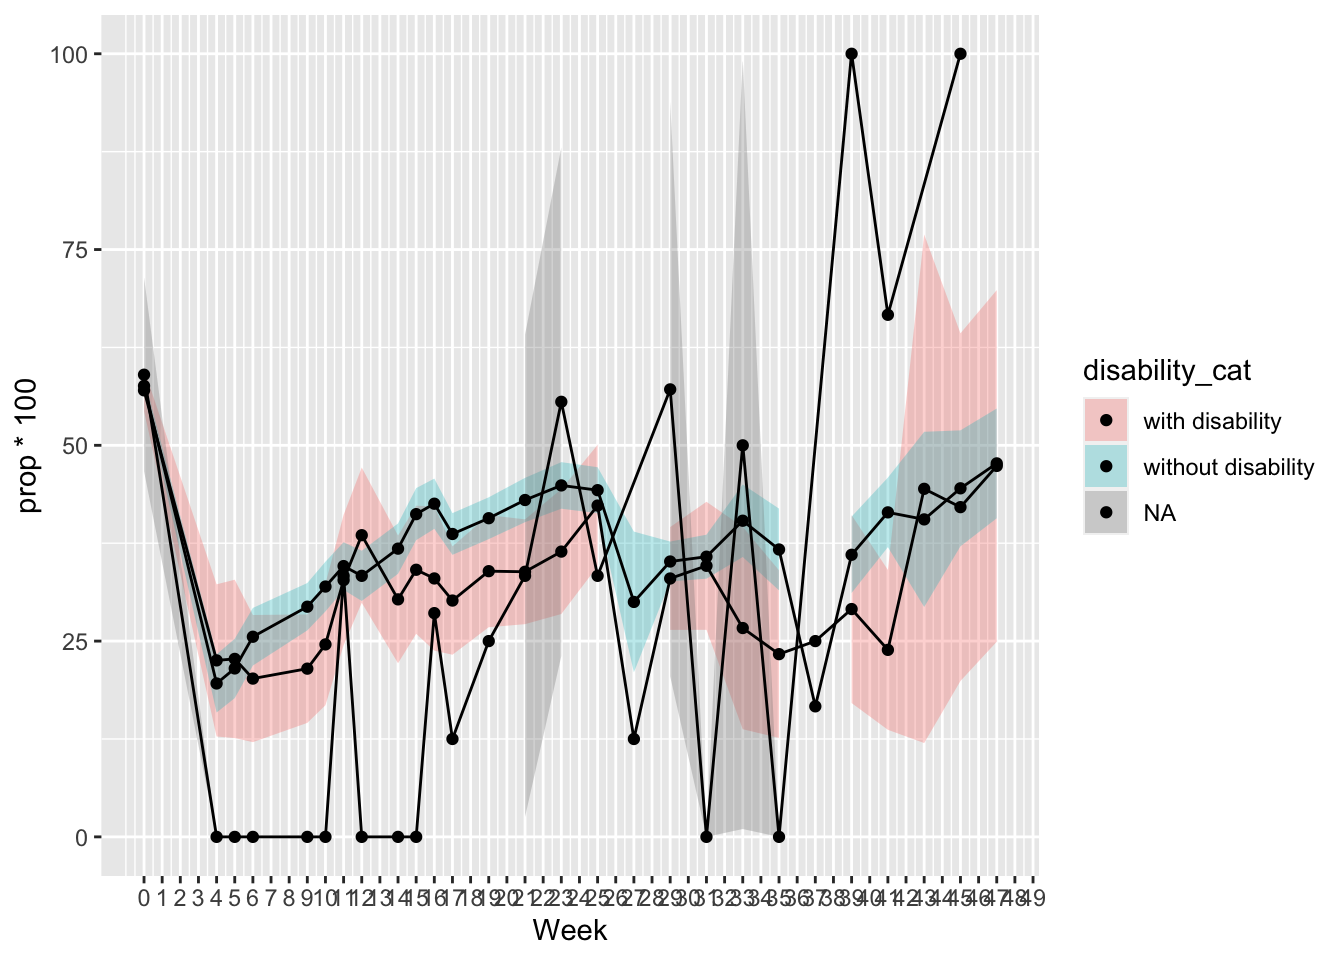 100
75
50
25
0
prop * 100
0 1 2 3 4 5 6 7 8 9 10 11 12 13 14 15 16 17 18 19 20 21 22 23 24 25 26 27 28 29 30 31 32 33 34 35 36 37 38 39 40 41 42 43 44 45 46 47 48 49
Week
disability_cat
with disability
without disability
NA